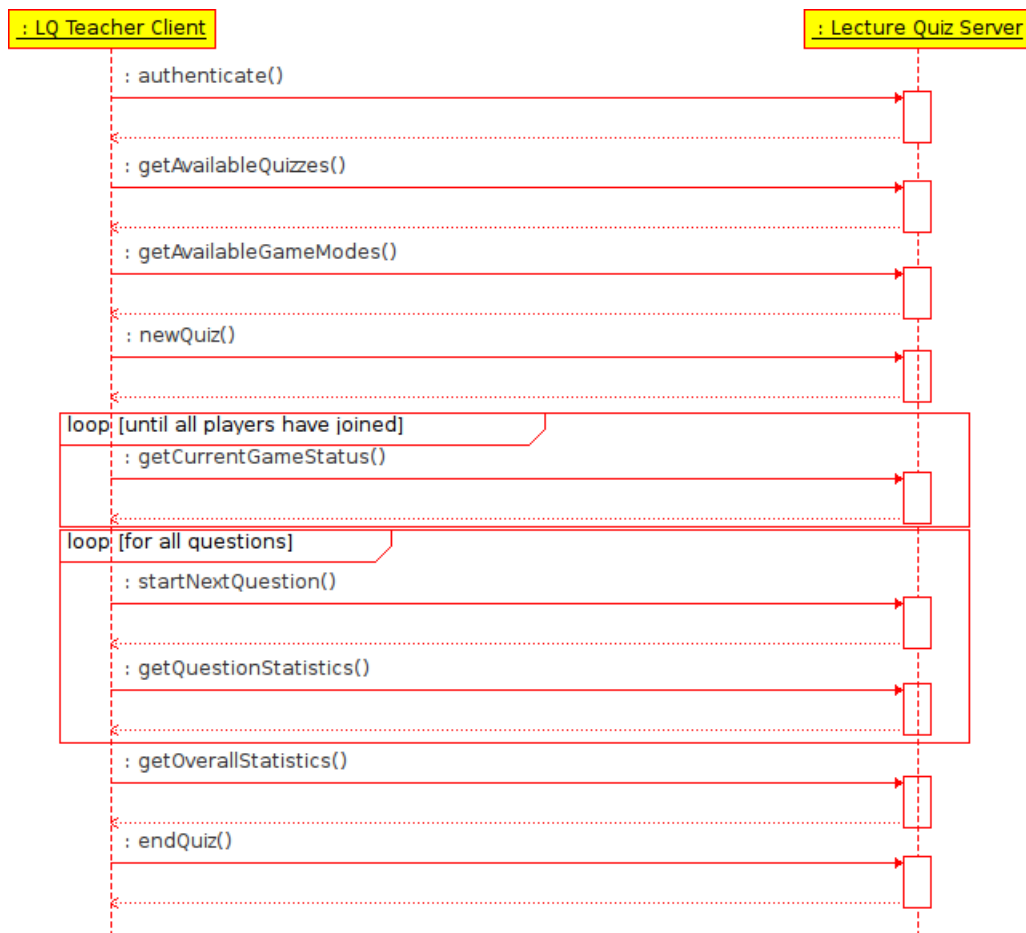 : LQ Teacher Client
: Lecture Quiz Server
: authenticate()
: getAvailableQuizzes()
: getAvailableGameModes()
: newQuiz()
loop [until all players have joined]
: getCurrentGameStatus()
loop [for all questions]
: startNextQuestion()
: getQuestionStatistics()
: getOverallStatistics()
: endQuiz()